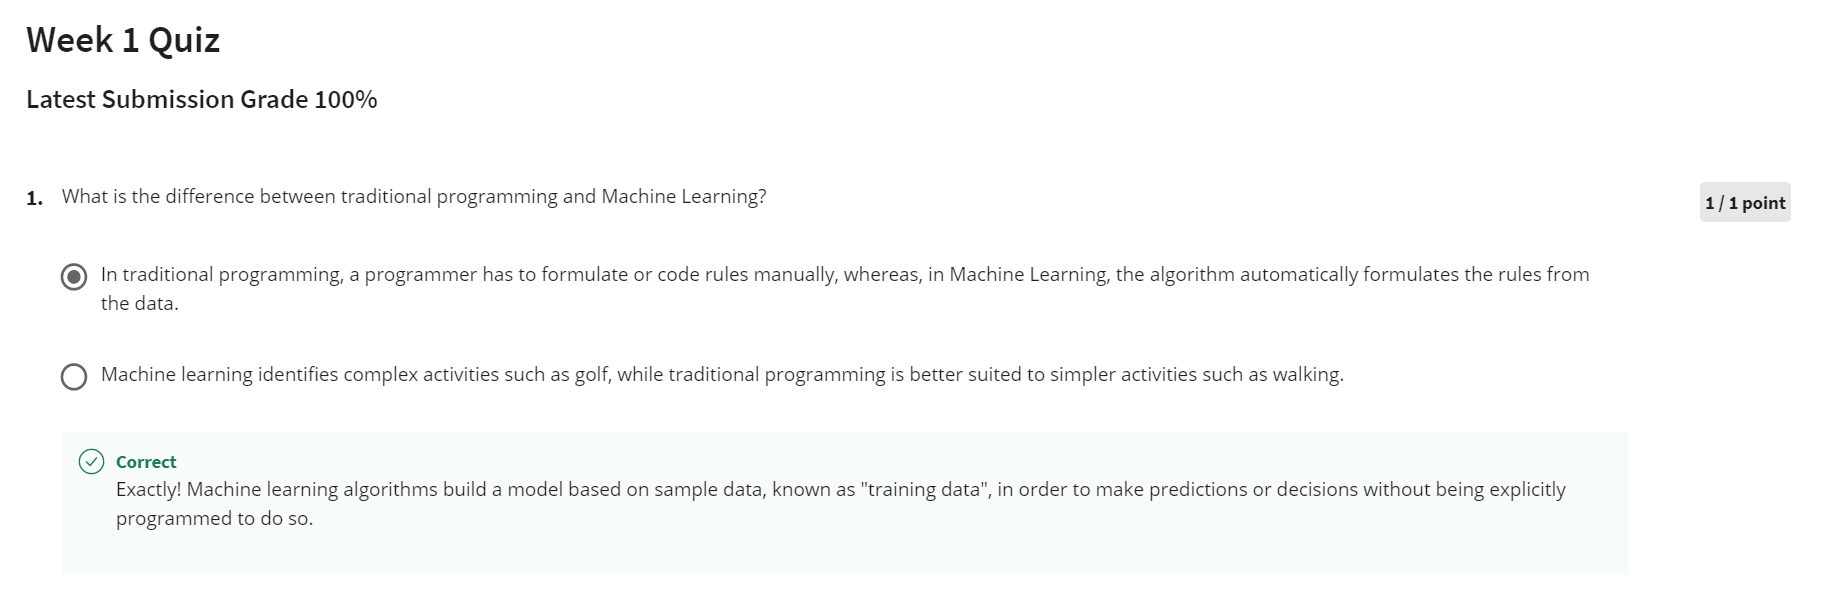 Week 1 Quiz
Latest Submission Grade 100%
1. What is the difference between traditional programming and Machine Learning?
1 / 1 point
In traditional programming, a programmer has to formulate or code rules manually, whereas, in Machine Learning, the algorithm automatically formulates the rules from
the data.
Machine learning identifies complex activities such as golf, while traditional programming is better suited to simpler activities such as walking.
Correct
Exactly! Machine learning algorithms build a model based on sample data, known as "training data", in order to make predictions or decisions without being explicitly
programmed to do so.